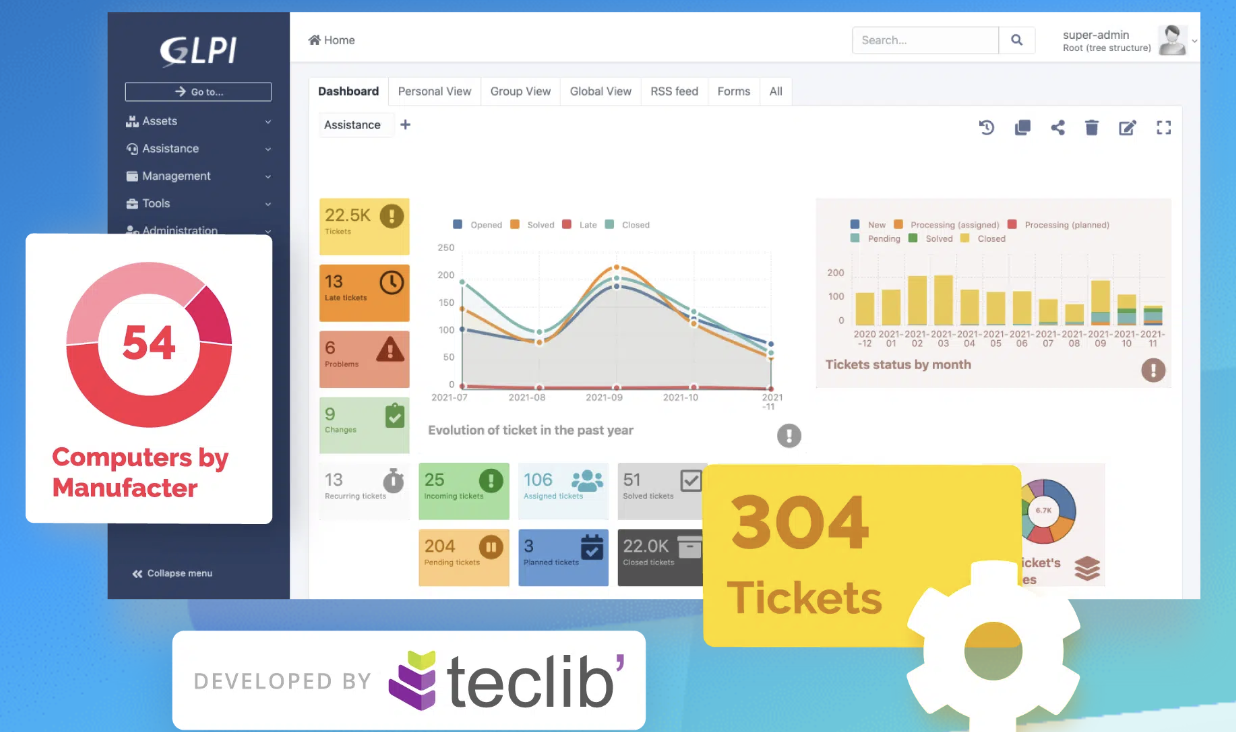 GLPI
Home
Search...
super-admin
Root (tree structure)
Go to...
Dashboard
Personal View
Group View
Global View
RSS feed
Forms
All
Assets
Assistance
Management
Tools
Administration
Assistance
22.5K
Tickets
13
Late tickets
6
Problems
9
Changes
Opened
Solved
Late
Closed
250
200
150
100
50
0
2021-07
2021-08
2021-09
2021-10
2021
-11
Evolution of ticket in the past year
New
Processing (assigned)
Processing (planned)
Pending
Solved
Closed
200
100
0
2020 2021- 2021- 2021- 2021- 2021- 2021- 2021- 2021- 2021- 2021- 2021-
-12 01 02 03 04 05 06 07 08 09 10 11
Tickets status by month
54
Computers by
Manufacter
13
Recurring tickets
25
Incoming tickets
106
Assigned tickets
51
Solved tickets
204
Pending tickets
3
Planned tickets
22.0K
Closed tickets
6.7K
icket's
es
304
Tickets
Collapse menu
DEVELOPED BY
teclib'